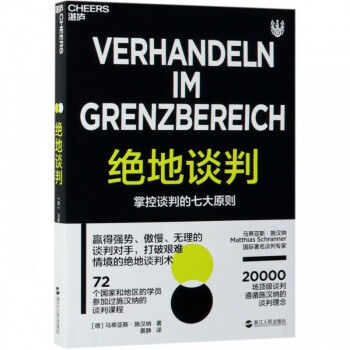 CHEERS
湛庐
VERHANDELN
IM
GRENZBEREICH
绝地谈判
掌控谈判的七大原则
马蒂亚斯·施汉纳
Matthias Schranner
国际著名谈判专家
赢得强势、傲慢、无理的
谈判对手，打破艰难
情境的绝地谈判术
72
个国家和地区的学员
参加过施汉纳的
谈判课程
20000
场顶级谈判
遵循施汉纳的
谈判理念
[德] 马蒂亚斯·施汉纳 著
黄静 译
浙江人民出版社
绝地谈判